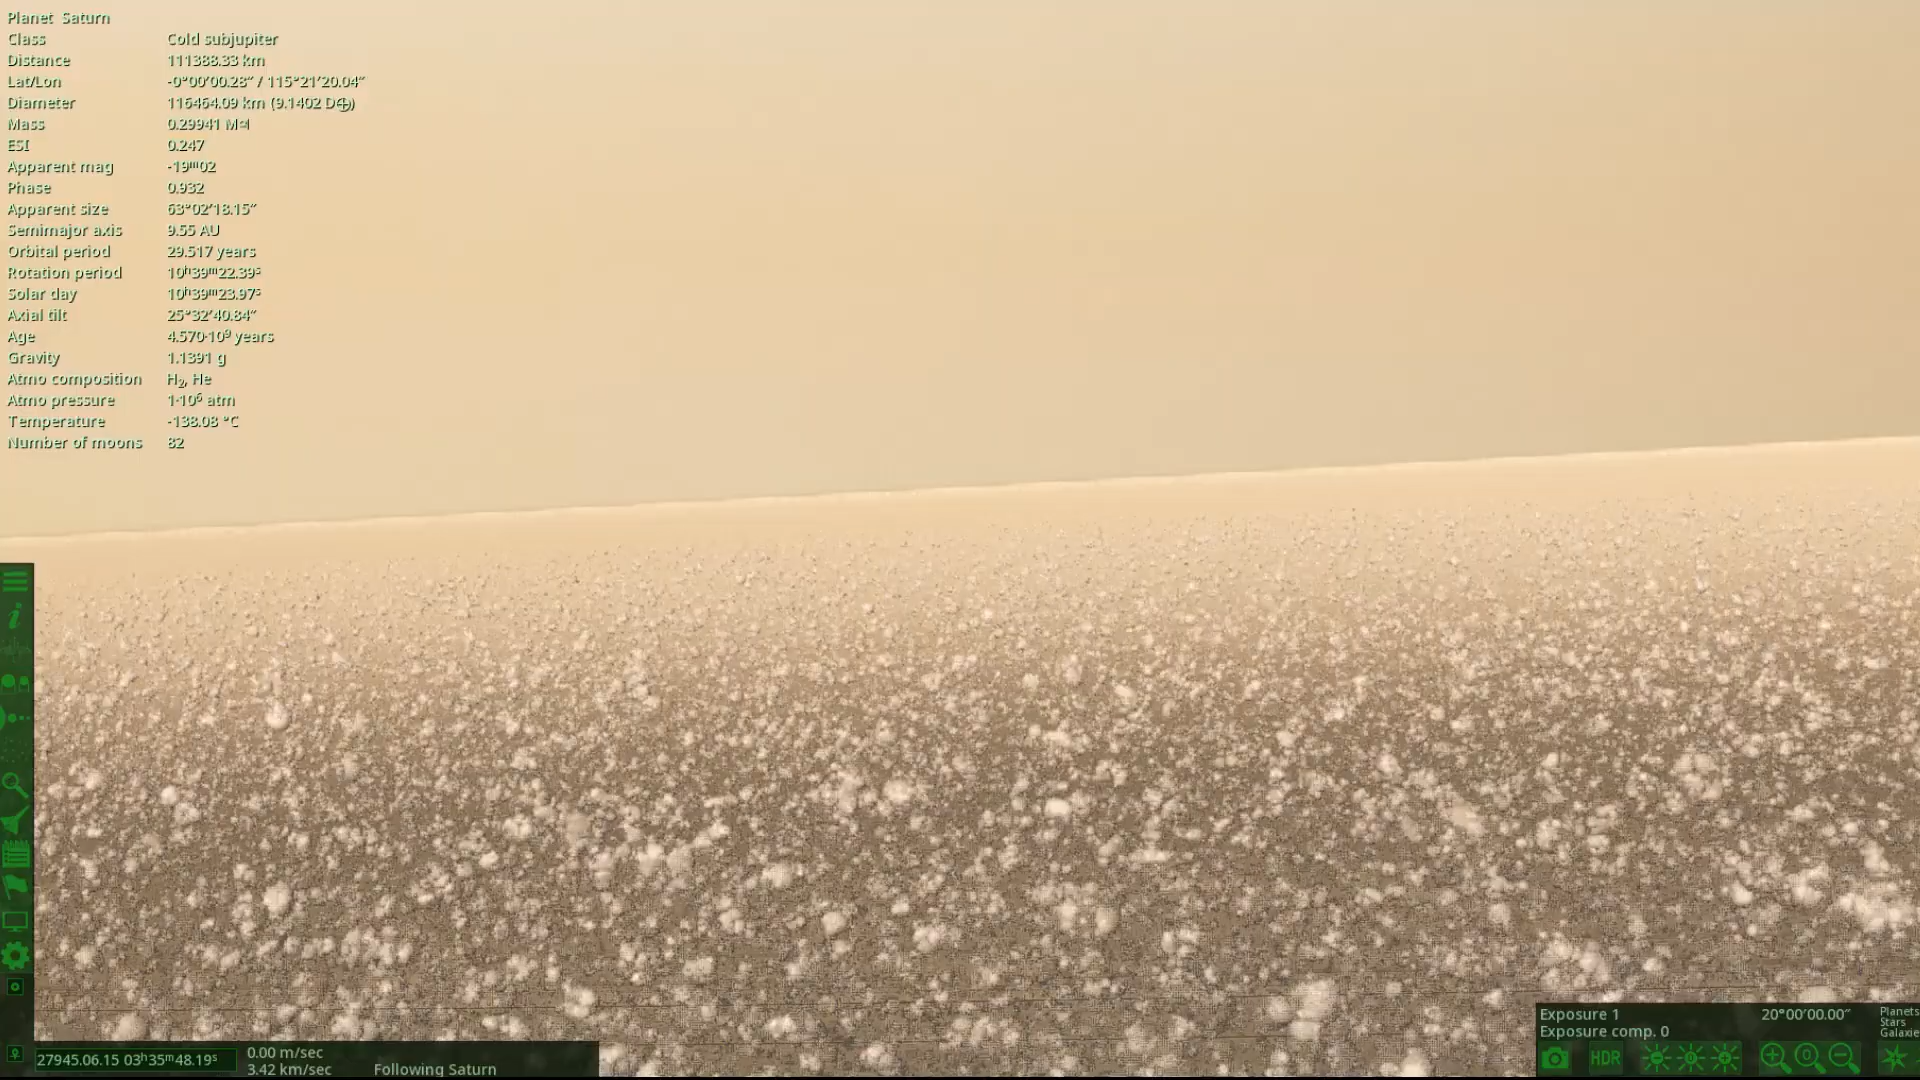 Planet Saturn
Class Cold subjupiter
Distance 111388.33 km
Lat/Lon -0°00'00.28" / 115°21'20.04"
Diameter 116464.09 km (9.1402 D⊕)
Mass 0.29941 M♃
ESI 0.247
Apparent mag -19ᵐ02
Phase 0.932
Apparent size 63°02'18.15"
Semimajor axis 9.55 AU
Orbital period 29.517 years
Rotation period 10ʰ39ᵐ22.39ˢ
Solar day 10ʰ39ᵐ23.97ˢ
Axial tilt 25°32'40.84"
Age 4.570·10⁹ years
Gravity 1.1391 g
Atmo composition H₂, He
Atmo pressure 1·10⁶ atm
Temperature -138.08 °C
Number of moons 82
27945.06.15 03ʰ35ᵐ48.19ˢ
0.00 m/sec
3.42 km/sec Following Saturn
Exposure 1 20°00'00.00"
Exposure comp. 0
HDR
Planets
Stars
Galaxie